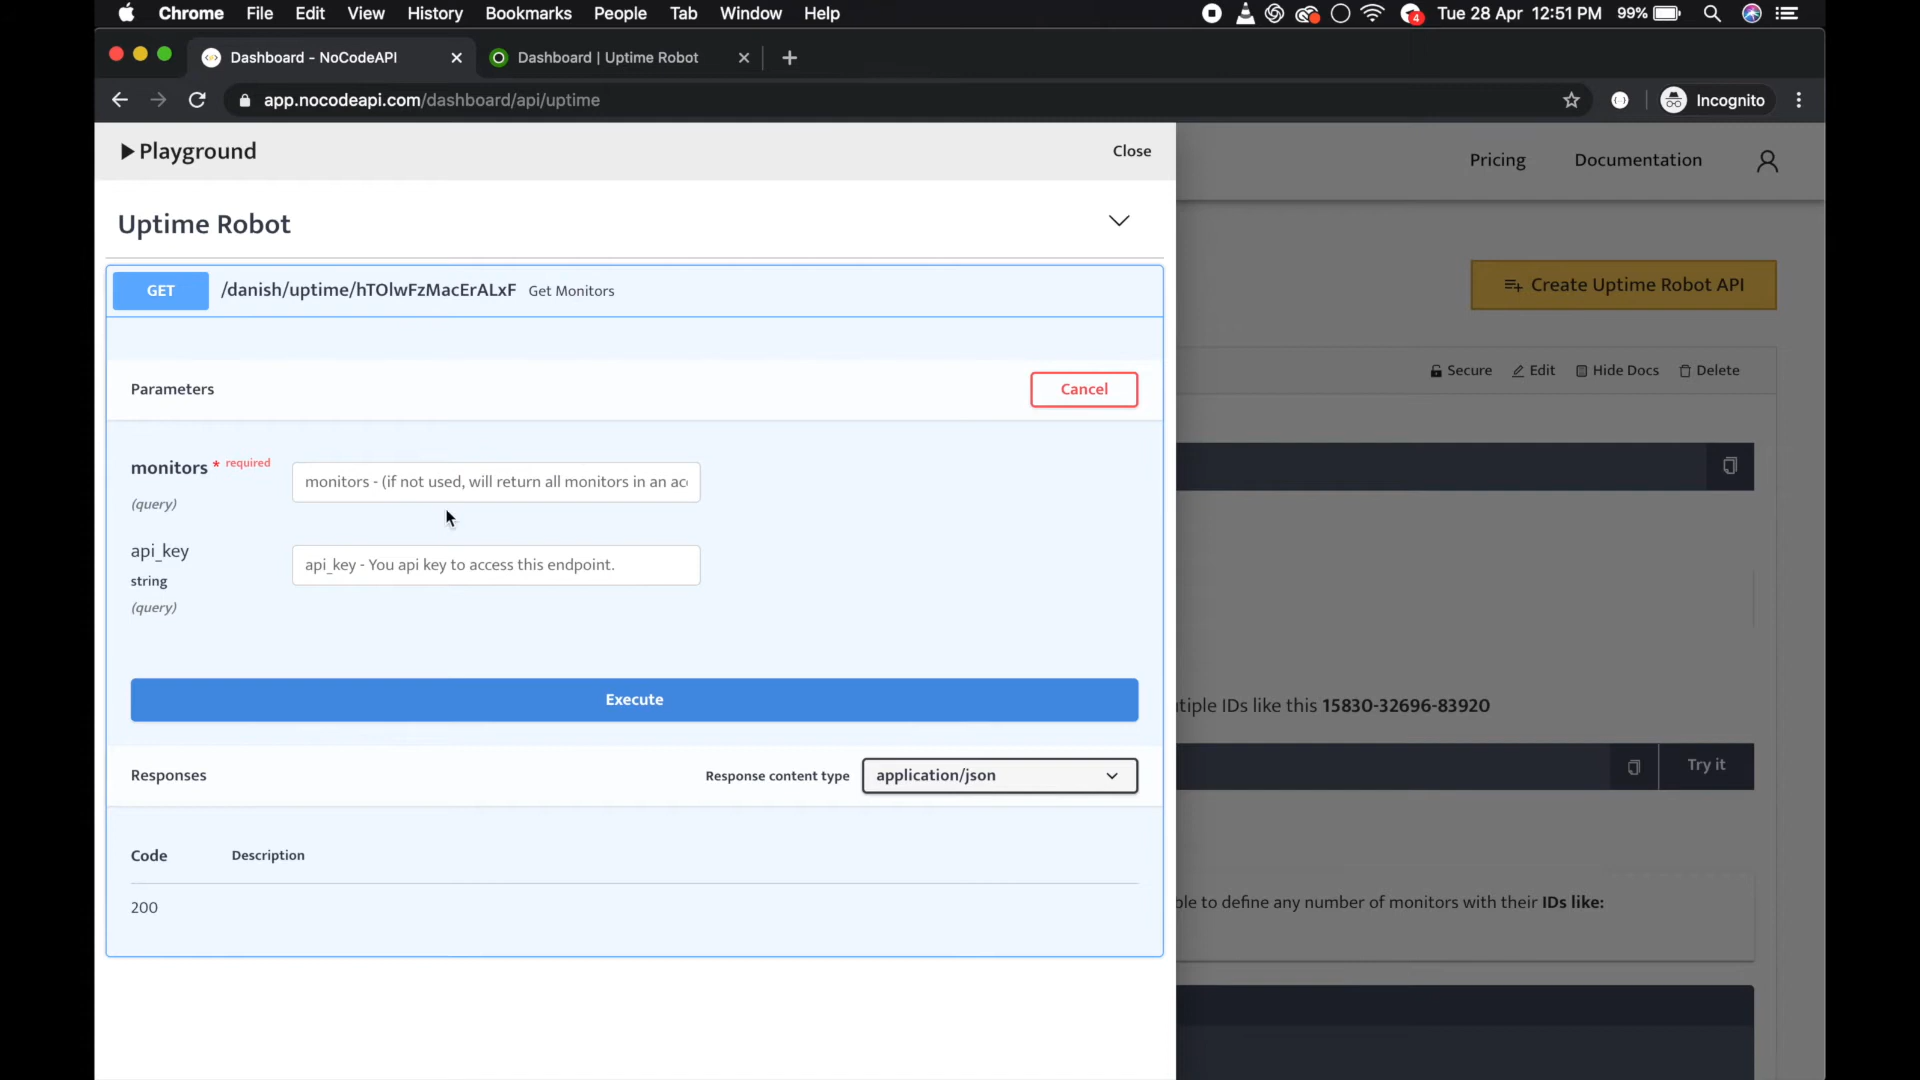 Chrome File Edit View History Bookmarks People Tab Window Help 4 Tue 28 Apr 12:51 PM 99%
Dashboard - NoCodeAPI Dashboard | Uptime Robot
app.nocodeapi.com/dashboard/api/uptime Incognito
Playground Close
Pricing Documentation
Uptime Robot
GET /danish/uptime/hTOlwFzMacErALxF Get Monitors
Create Uptime Robot API
Secure Edit Hide Docs Delete
Parameters Cancel
monitors * required
monitors - (if not used, will return all monitors in an acc
(query)
api_key
api_key - You api key to access this endpoint.
string
(query)
Execute
tiple IDs like this 15830-32696-83920
Responses Response content type application/json
Try it
Code Description
200
ble to define any number of monitors with their IDs like: